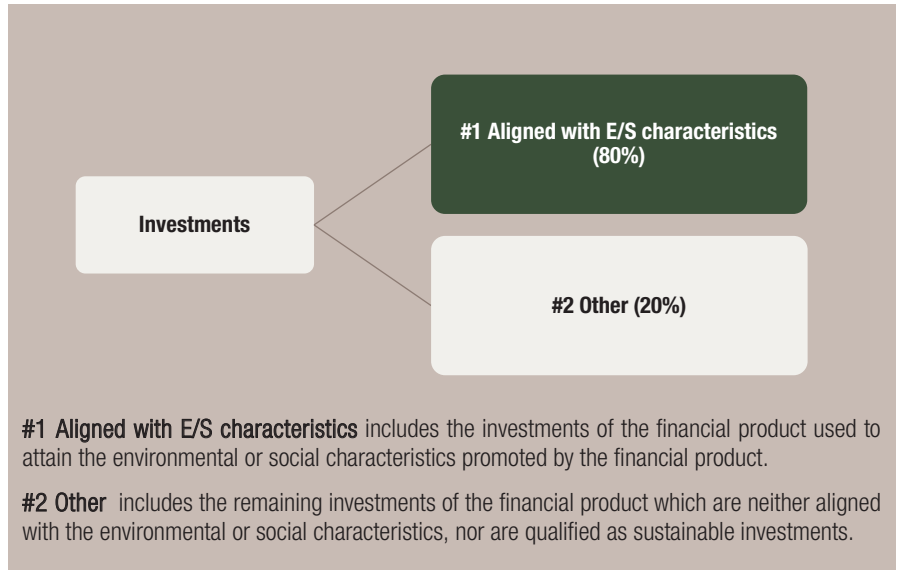 #1 Aligned with E/S characteristics
(80%)
Investments
#2 Other (20%)
#1 Aligned with E/S characteristics includes the investments of the financial product used to
attain the environmental or social characteristics promoted by the financial product.
#2 Other includes the remaining investments of the financial product which are neither aligned
with the environmental or social characteristics, nor are qualified as sustainable investments.